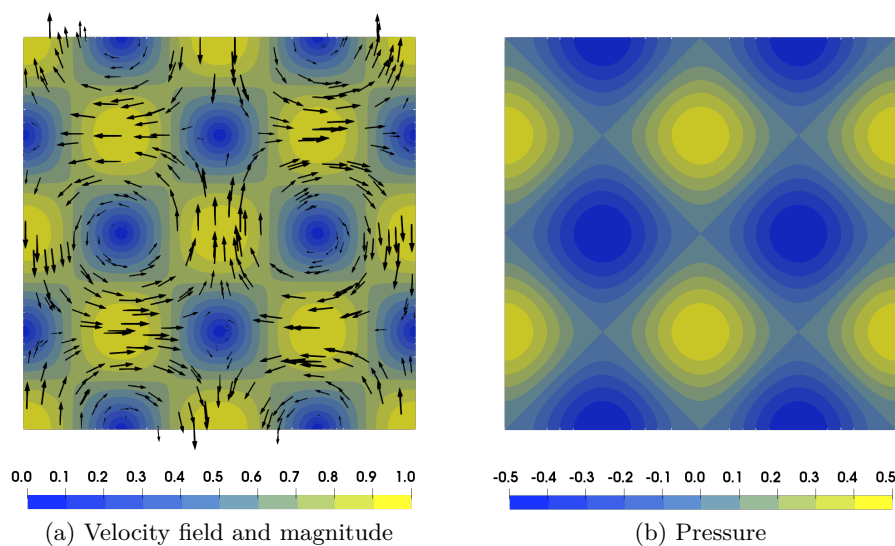 0.0 0.1 0.2 0.3 0.4 0.5 0.6 0.7 0.8 0.9 1.0
-0.5 -0.4 -0.3 -0.2 -0.1 0.0 0.1 0.2 0.3 0.4 0.5
(a) Velocity field and magnitude
(b) Pressure